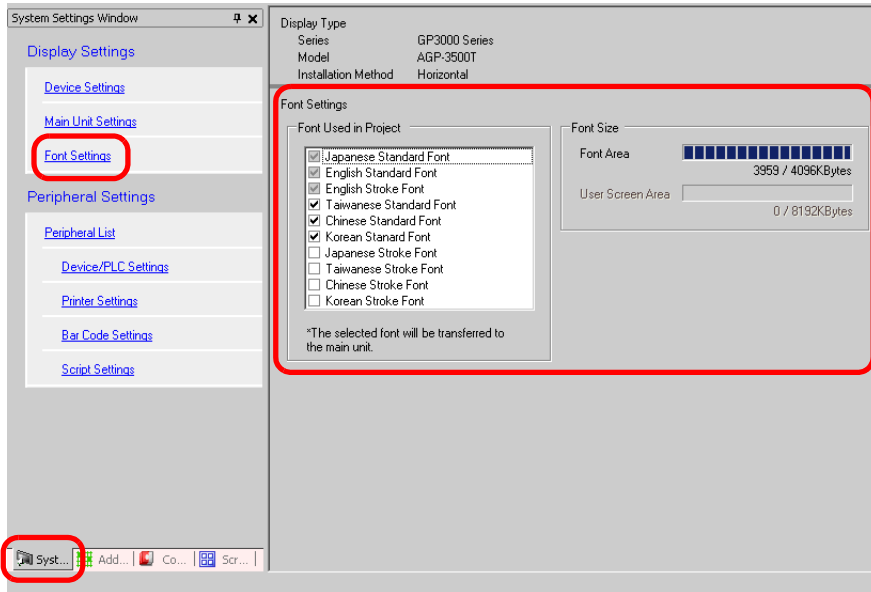 System Settings Window
Display Settings
Device Settings
Main Unit Settings
Font Settings
Peripheral Settings
Peripheral List
Device/PLC Settings
Printer Settings
Bar Code Settings
Script Settings
Syst...
Add...
Co...
Scr...
Display Type
Series GP3000 Series
Model AGP-3500T
Installation Method Horizontal
Font Settings
Font Used in Project
Japanese Standard Font
English Standard Font
English Stroke Font
Taiwanese Standard Font
Chinese Standard Font
Korean Stanard Font
Japanese Stroke Font
Taiwanese Stroke Font
Chinese Stroke Font
Korean Stroke Font
*The selected font will be transferred to
the main unit.
Font Size
Font Area
3959 / 4096KBytes
User Screen Area
0 / 8192KBytes